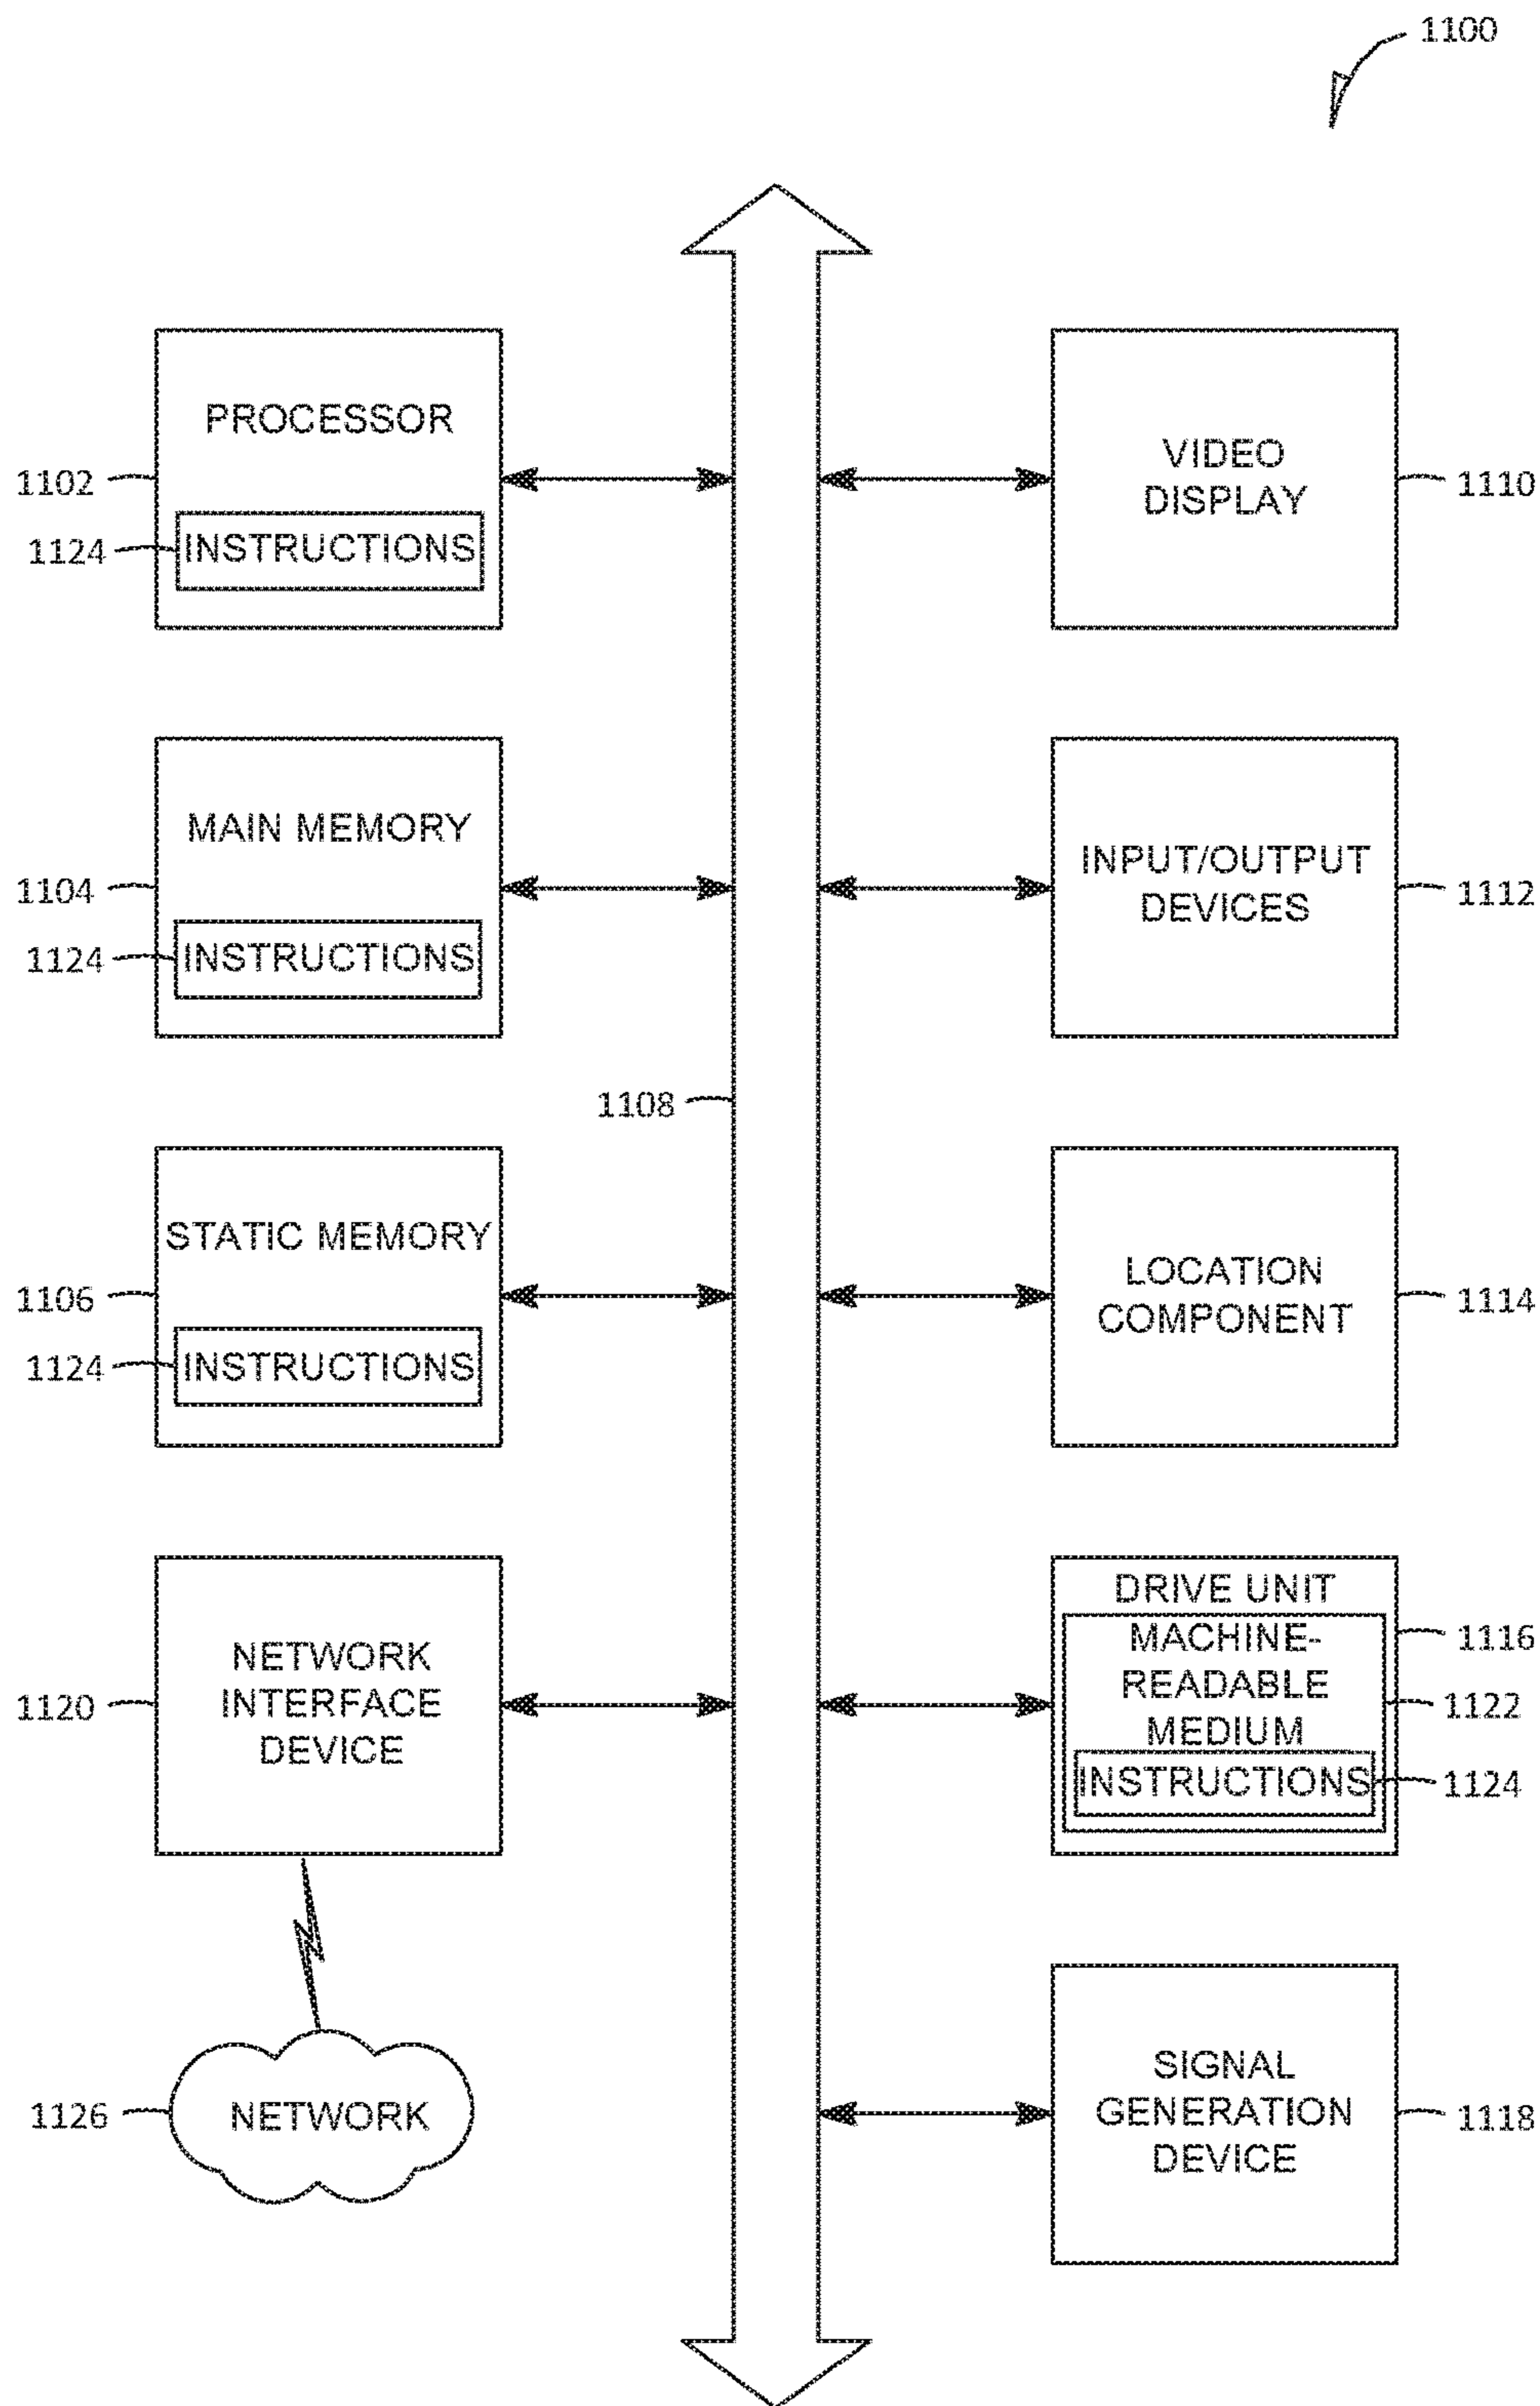 1100
PROCESSOR
1102
1124
INSTRUCTIONS
VIDEO
DISPLAY
1110
MAIN MEMORY
1104
1124
INSTRUCTIONS
INPUT/OUTPUT
DEVICES
1112
1108
STATIC MEMORY
1106
1124
INSTRUCTIONS
LOCATION
COMPONENT
1114
NETWORK
INTERFACE
DEVICE
1120
DRIVE UNIT
MACHINE-
READABLE
MEDIUM
INSTRUCTIONS
1116
1122
1124
1126
NETWORK
SIGNAL
GENERATION
DEVICE
1118